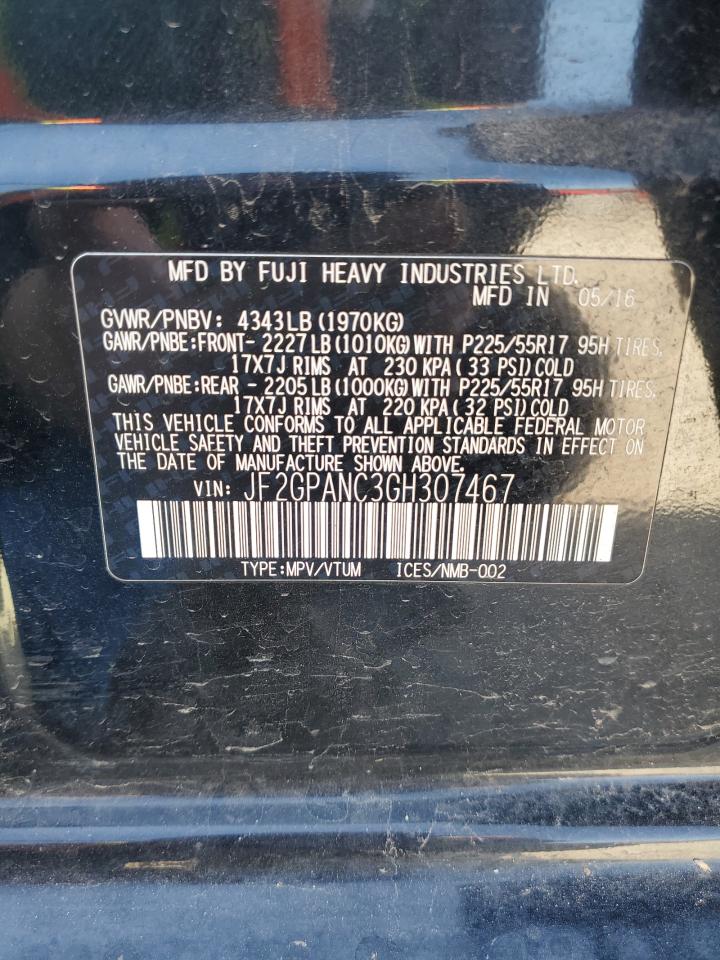 MFD BY FUJI HEAVY INDUSTRIES LTD.
MFD IN 05/16
GVWR/PNBV: 4343LB (1970KG)
GAWR/PNBE:FRONT- 2227LB (1010KG) WITH P225/55R17 95H TIRES,
17X7J RIMS AT 230 KPA ( 33 PSI) COLD
GAWR/PNBE:REAR - 2205LB (1000KG) WITH P225/55R17 95H TIRES,
17X7J RIMS AT 220 KPA ( 32 PSI) COLD
THIS VEHICLE CONFORMS TO ALL APPLICABLE FEDERAL MOTOR
VEHICLE SAFETY AND THEFT PREVENTION STANDARDS IN EFFECT ON
THE DATE OF MANUFACTURE SHOWN ABOVE.
VIN: JF2GPANC3GH307467
TYPE:MPV/VTUM ICES/NMB-002